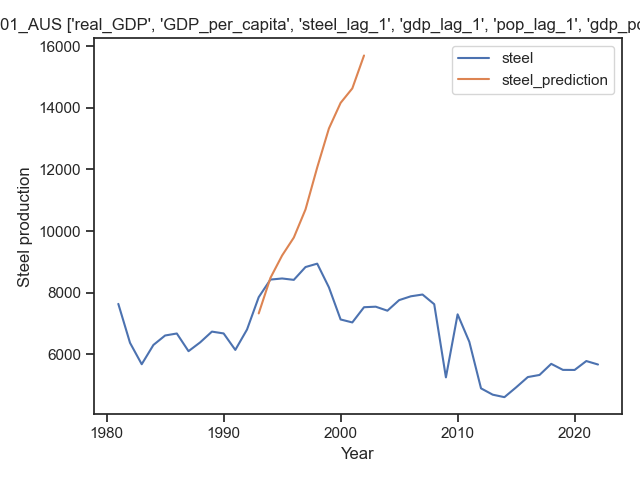 01_AUS ['real_GDP', 'GDP_per_capita', 'steel_lag_1', 'gdp_lag_1', 'pop_lag_1', 'gdp_po
16000
14000
12000
10000
8000
6000
Steel production
steel
steel_prediction
1980 1990 2000 2010 2020
Year